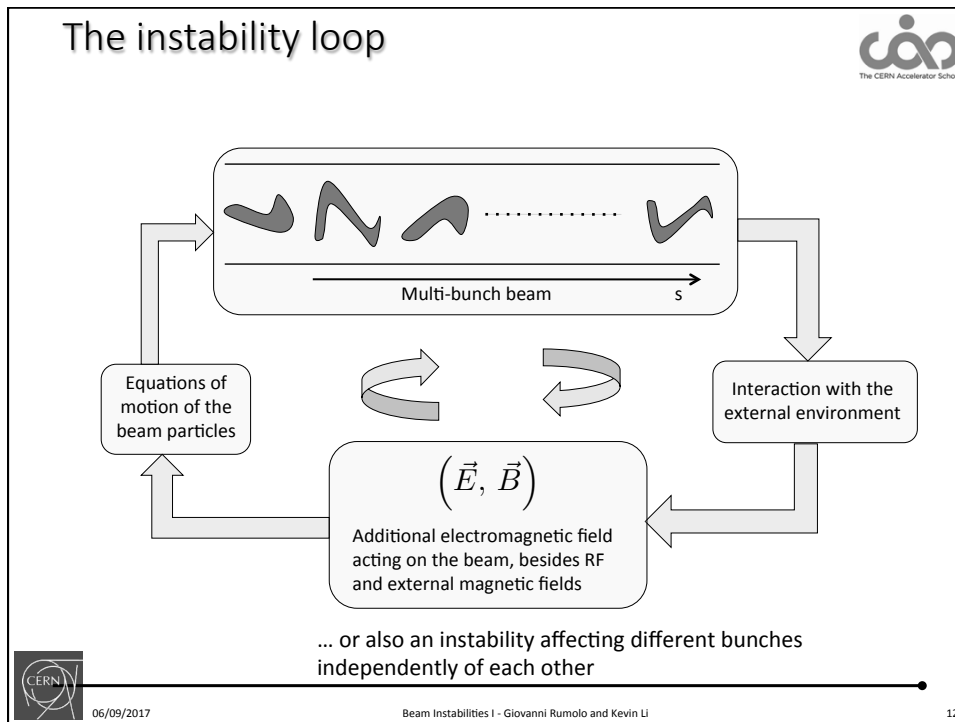 The instability loop
The CERN Accelerator Scho
Multi-bunch beam s
Equations of
motion of the
beam particles
Interaction with the
external environment
(E⃗, B⃗)
Additional electromagnetic field
acting on the beam, besides RF
and external magnetic fields
... or also an instability affecting different bunches
independently of each other
CERN
06/09/2017 Beam Instabilities I - Giovanni Rumolo and Kevin Li 12